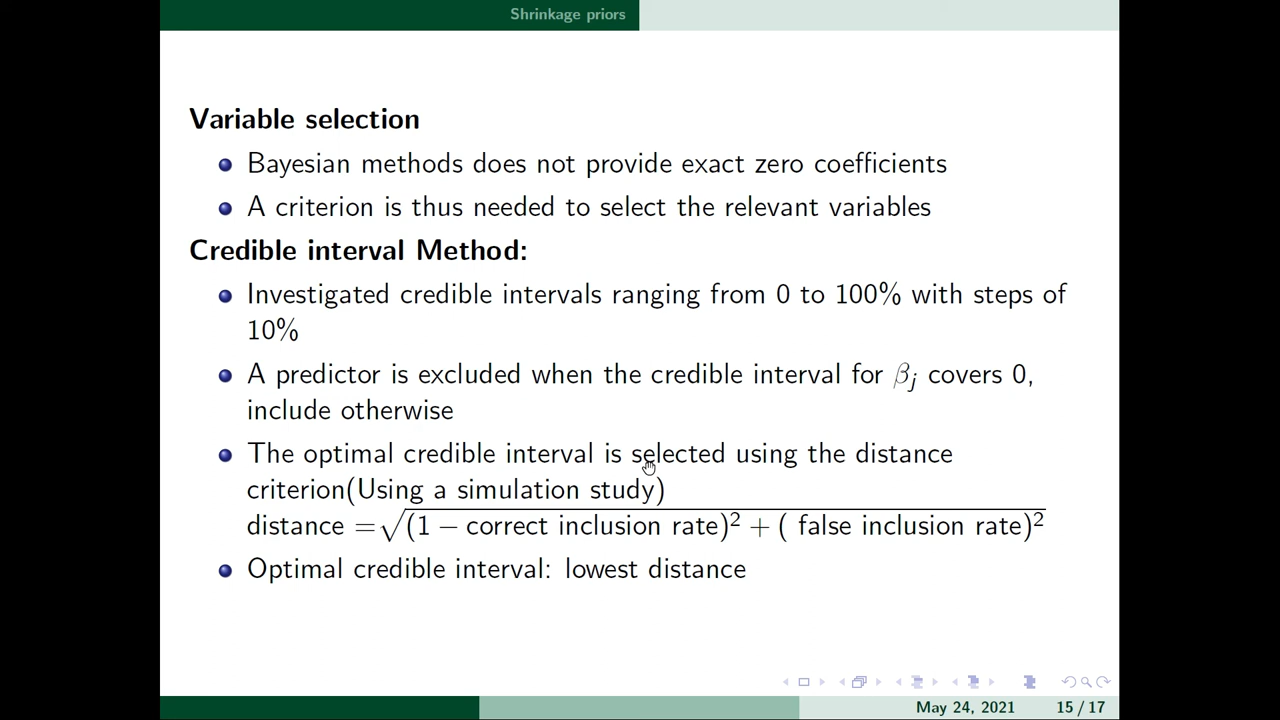 Shrinkage priors
Variable selection
Bayesian methods does not provide exact zero coefficients
A criterion is thus needed to select the relevant variables
Credible interval Method:
Investigated credible intervals ranging from 0 to 100% with steps of
10%
A predictor is excluded when the credible interval for βj covers 0,
include otherwise
The optimal credible interval is selected using the distance
criterion(Using a simulation study)
distance =√(1 − correct inclusion rate)² + ( false inclusion rate)²
Optimal credible interval: lowest distance
May 24, 2021 15 / 17